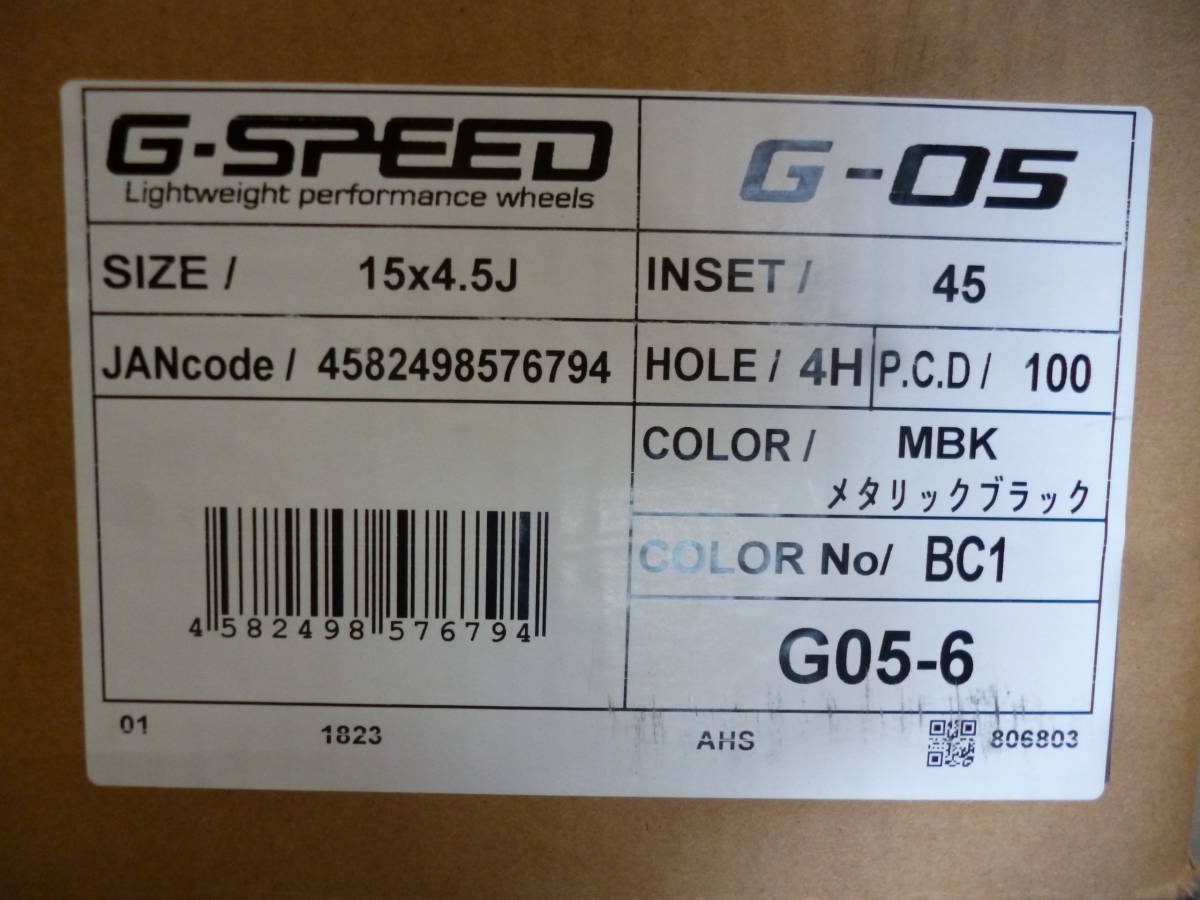 G-SPEED
Lightweight performance wheels
G-05
SIZE / 15x4.5J
INSET / 45
JANcode / 4582498576794
HOLE / 4H
P.C.D / 100
COLOR / MBK
メタリックブラック
COLOR No/ BC1
4 582498 576794
G05-6
01 1823 AHS 806803